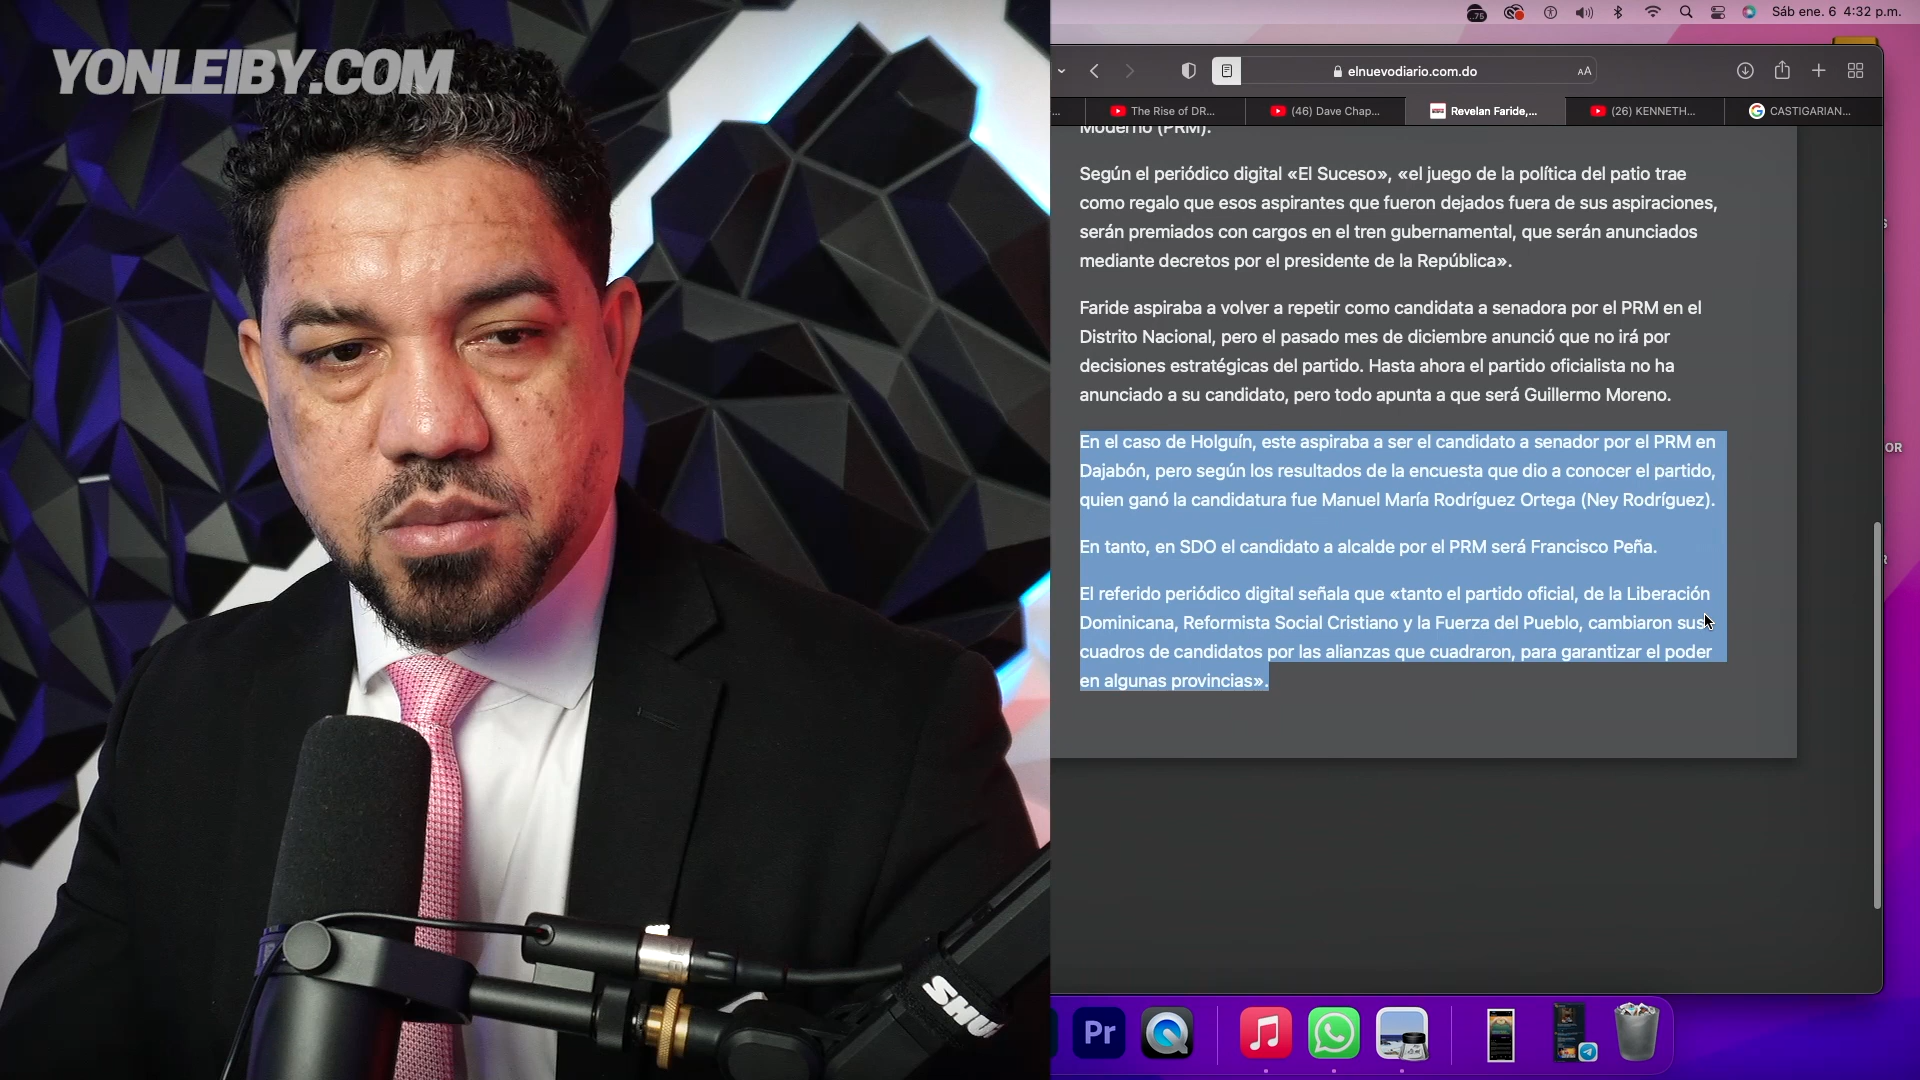 YONLEIBY.COM
Sáb ene. 6 4:32 p.m.
elnuevodiario.com.do
The Rise of DR...
(46) Dave Chap...
Revelan Faride,...
(26) KENNETH...
CASTIGARIAN...
Moderno (PRM).
Según el periódico digital «El Suceso», «el juego de la política del patio trae
como regalo que esos aspirantes que fueron dejados fuera de sus aspiraciones,
serán premiados con cargos en el tren gubernamental, que serán anunciados
mediante decretos por el presidente de la República».
Faride aspiraba a volver a repetir como candidata a senadora por el PRM en el
Distrito Nacional, pero el pasado mes de diciembre anunció que no irá por
decisiones estratégicas del partido. Hasta ahora el partido oficialista no ha
anunciado a su candidato, pero todo apunta a que será Guillermo Moreno.
En el caso de Holguín, este aspiraba a ser el candidato a senador por el PRM en
Dajabón, pero según los resultados de la encuesta que dio a conocer el partido,
quien ganó la candidatura fue Manuel María Rodríguez Ortega (Ney Rodríguez).
En tanto, en SDO el candidato a alcalde por el PRM será Francisco Peña.
El referido periódico digital señala que «tanto el partido oficial, de la Liberación
Dominicana, Reformista Social Cristiano y la Fuerza del Pueblo, cambiaron sus
cuadros de candidatos por las alianzas que cuadraron, para garantizar el poder
en algunas provincias».
OR
Pr
SHU